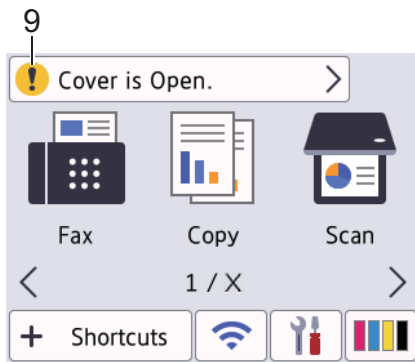 9
! Cover is Open. >
Fax Copy Scan
< 1 / X >
+ Shortcuts